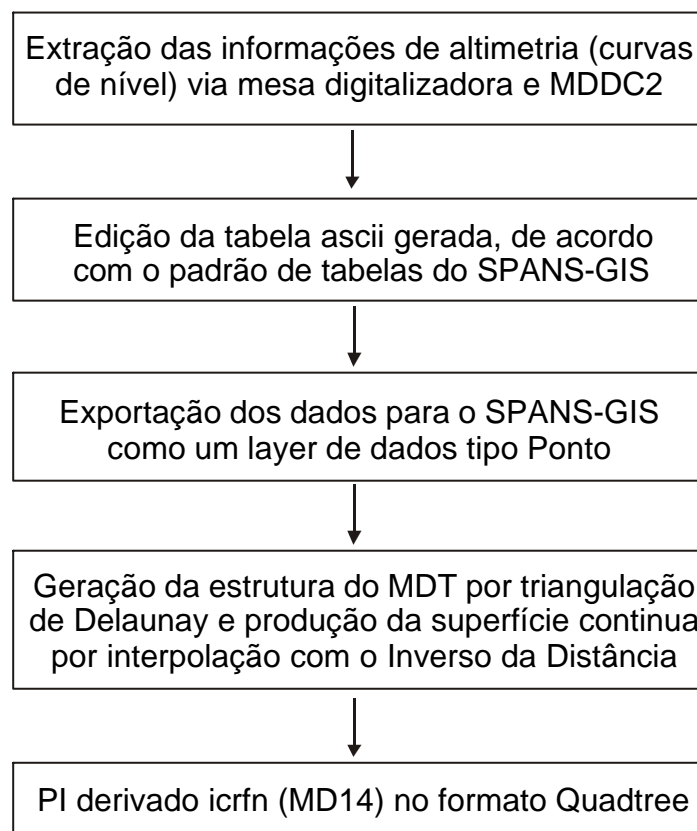 Extração das informações de altimetria (curvas
de nível) via mesa digitalizadora e MDDC2
Edição da tabela ascii gerada, de acordo
com o padrão de tabelas do SPANS-GIS
Exportação dos dados para o SPANS-GIS
como um layer de dados tipo Ponto
Geração da estrutura do MDT por triangulação
de Delaunay e produção da superfície continua
por interpolação com o Inverso da Distância
PI derivado icrfn (MD14) no formato Quadtree